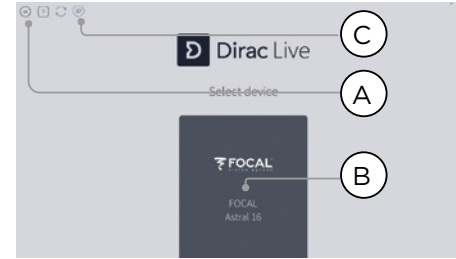 C
Dirac Live
Select device
A
FOCAL
B
FOCAL
Astral 16